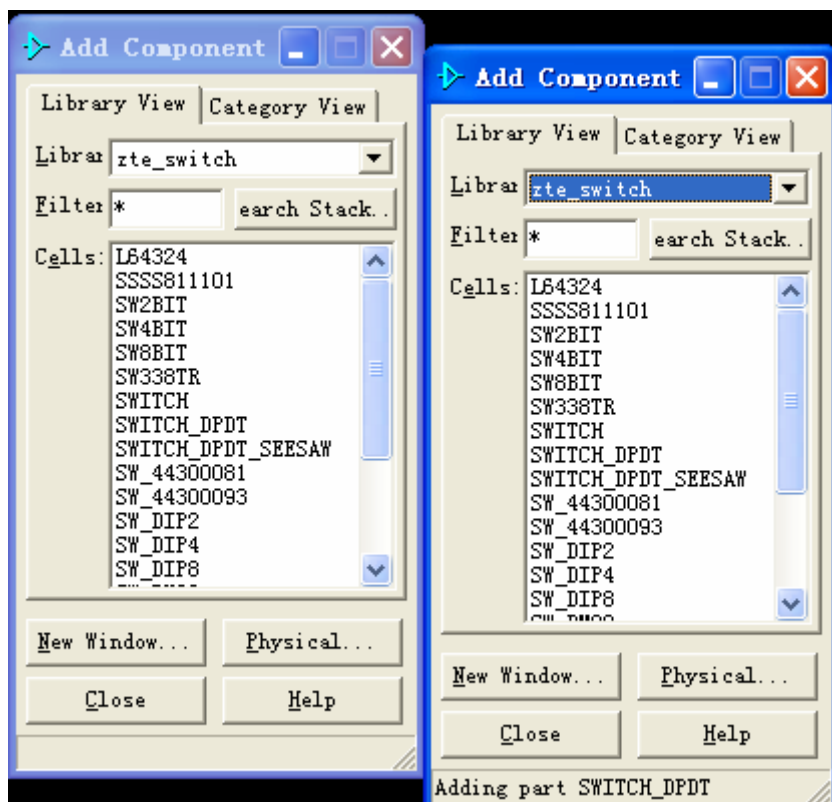 Add Component
Library View
Category View
Librar
zte_switch
Filter
*
earch Stack..
Cells:
L64324
SSSS811101
SW2BIT
SW4BIT
SW8BIT
SW338TR
SWITCH
SWITCH_DPDT
SWITCH_DPDT_SEESAW
SW_44300081
SW_44300093
SW_DIP2
SW_DIP4
SW_DIP8
New Window...
Physical...
Close
Help
Add Component
Library View
Category View
Librar
zte_switch
Filter
*
earch Stack..
Cells:
L64324
SSSS811101
SW2BIT
SW4BIT
SW8BIT
SW338TR
SWITCH
SWITCH_DPDT
SWITCH_DPDT_SEESAW
SW_44300081
SW_44300093
SW_DIP2
SW_DIP4
SW_DIP8
New Window...
Physical...
Close
Help
Adding part SWITCH_DPDT